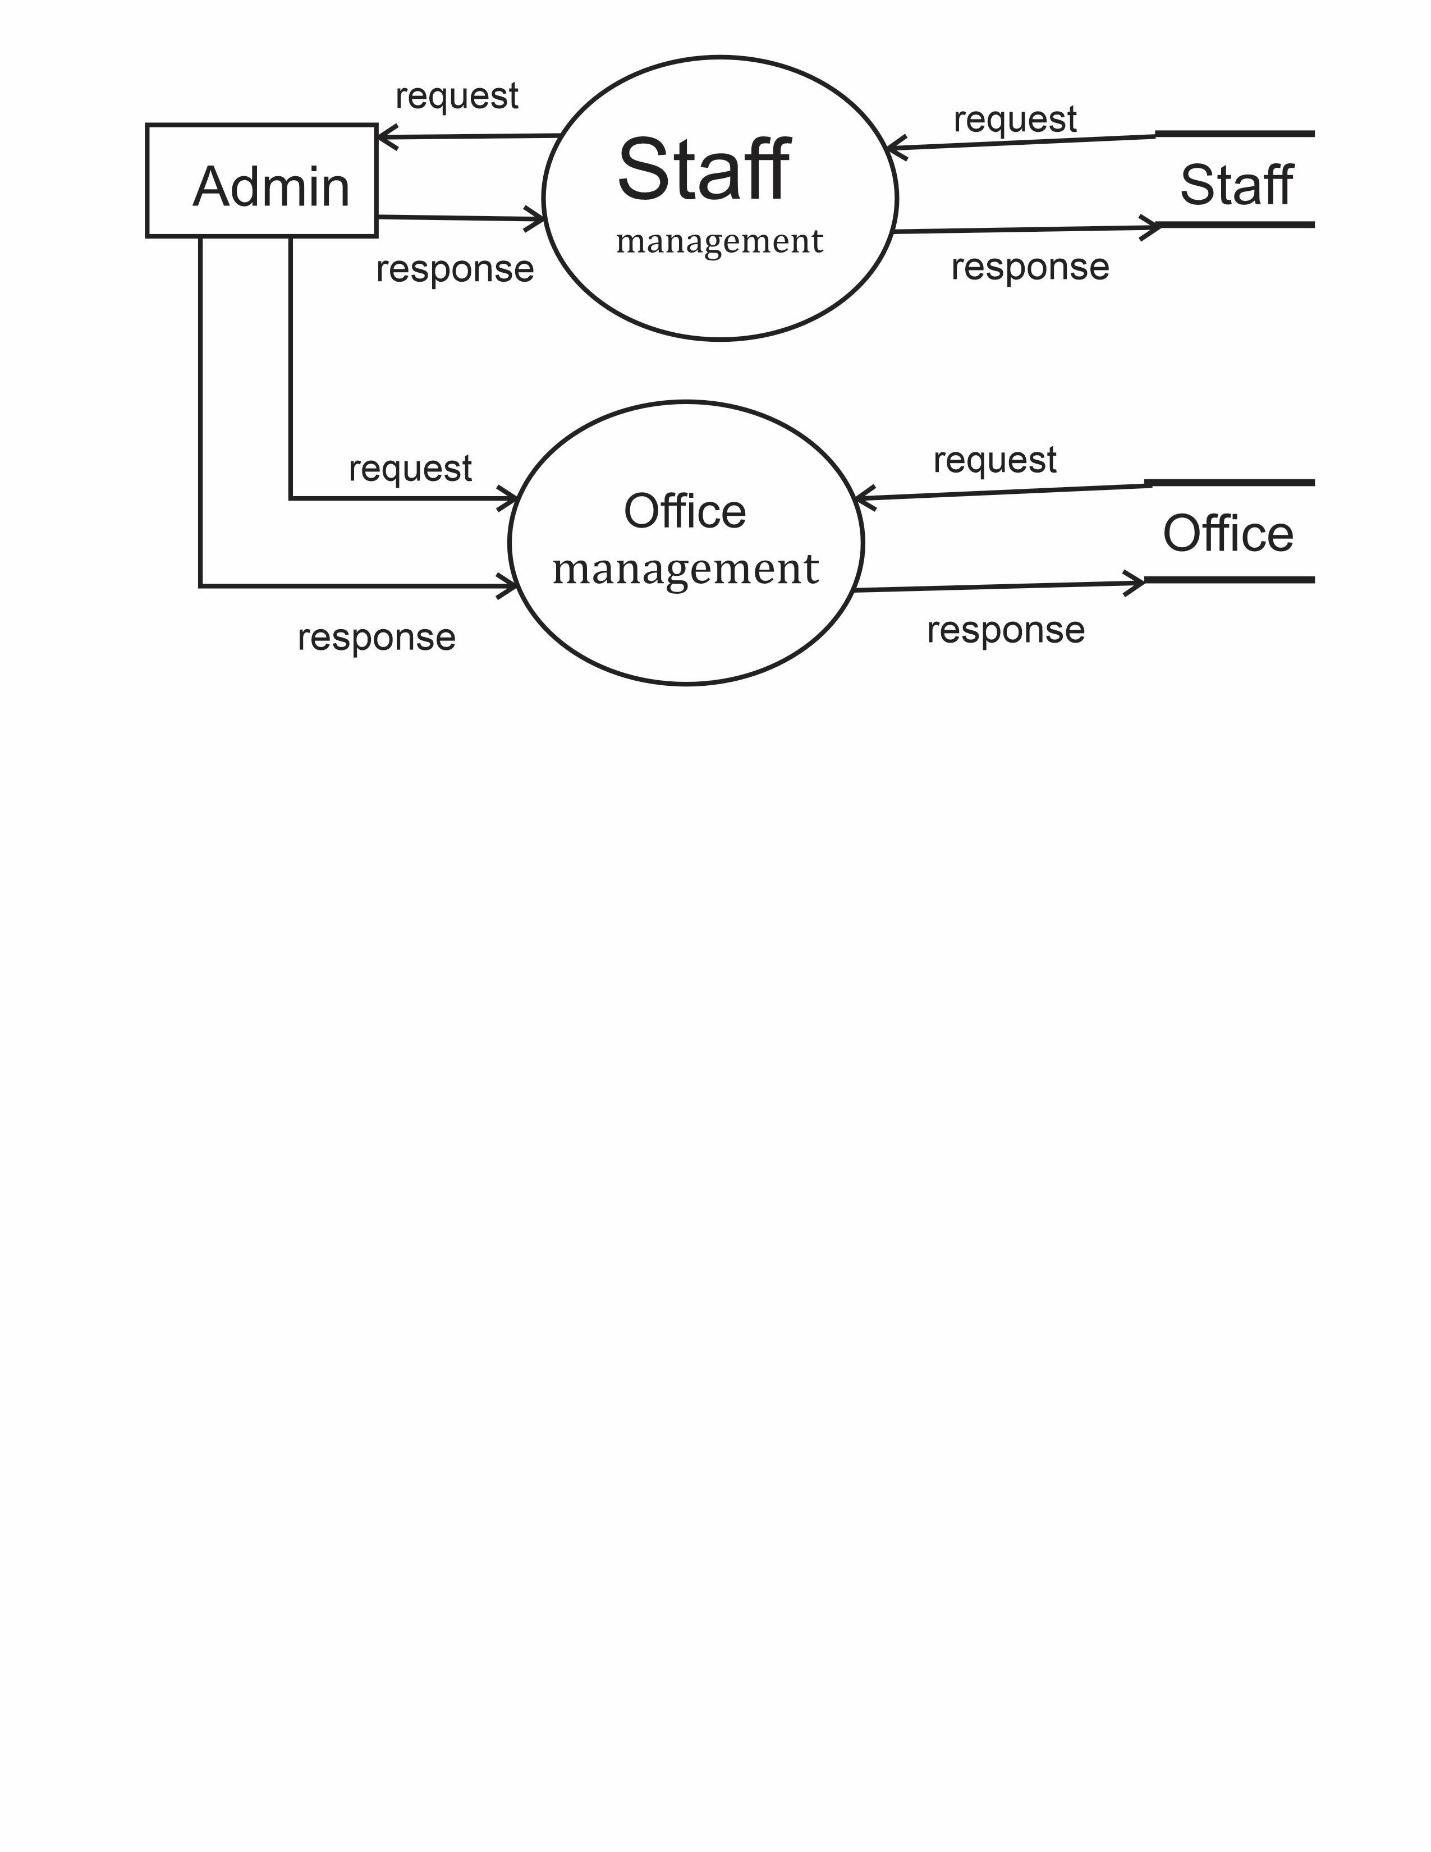 request
request
Admin
Staff
management
Staff
response
response
request
request
Office
management
Office
response
response